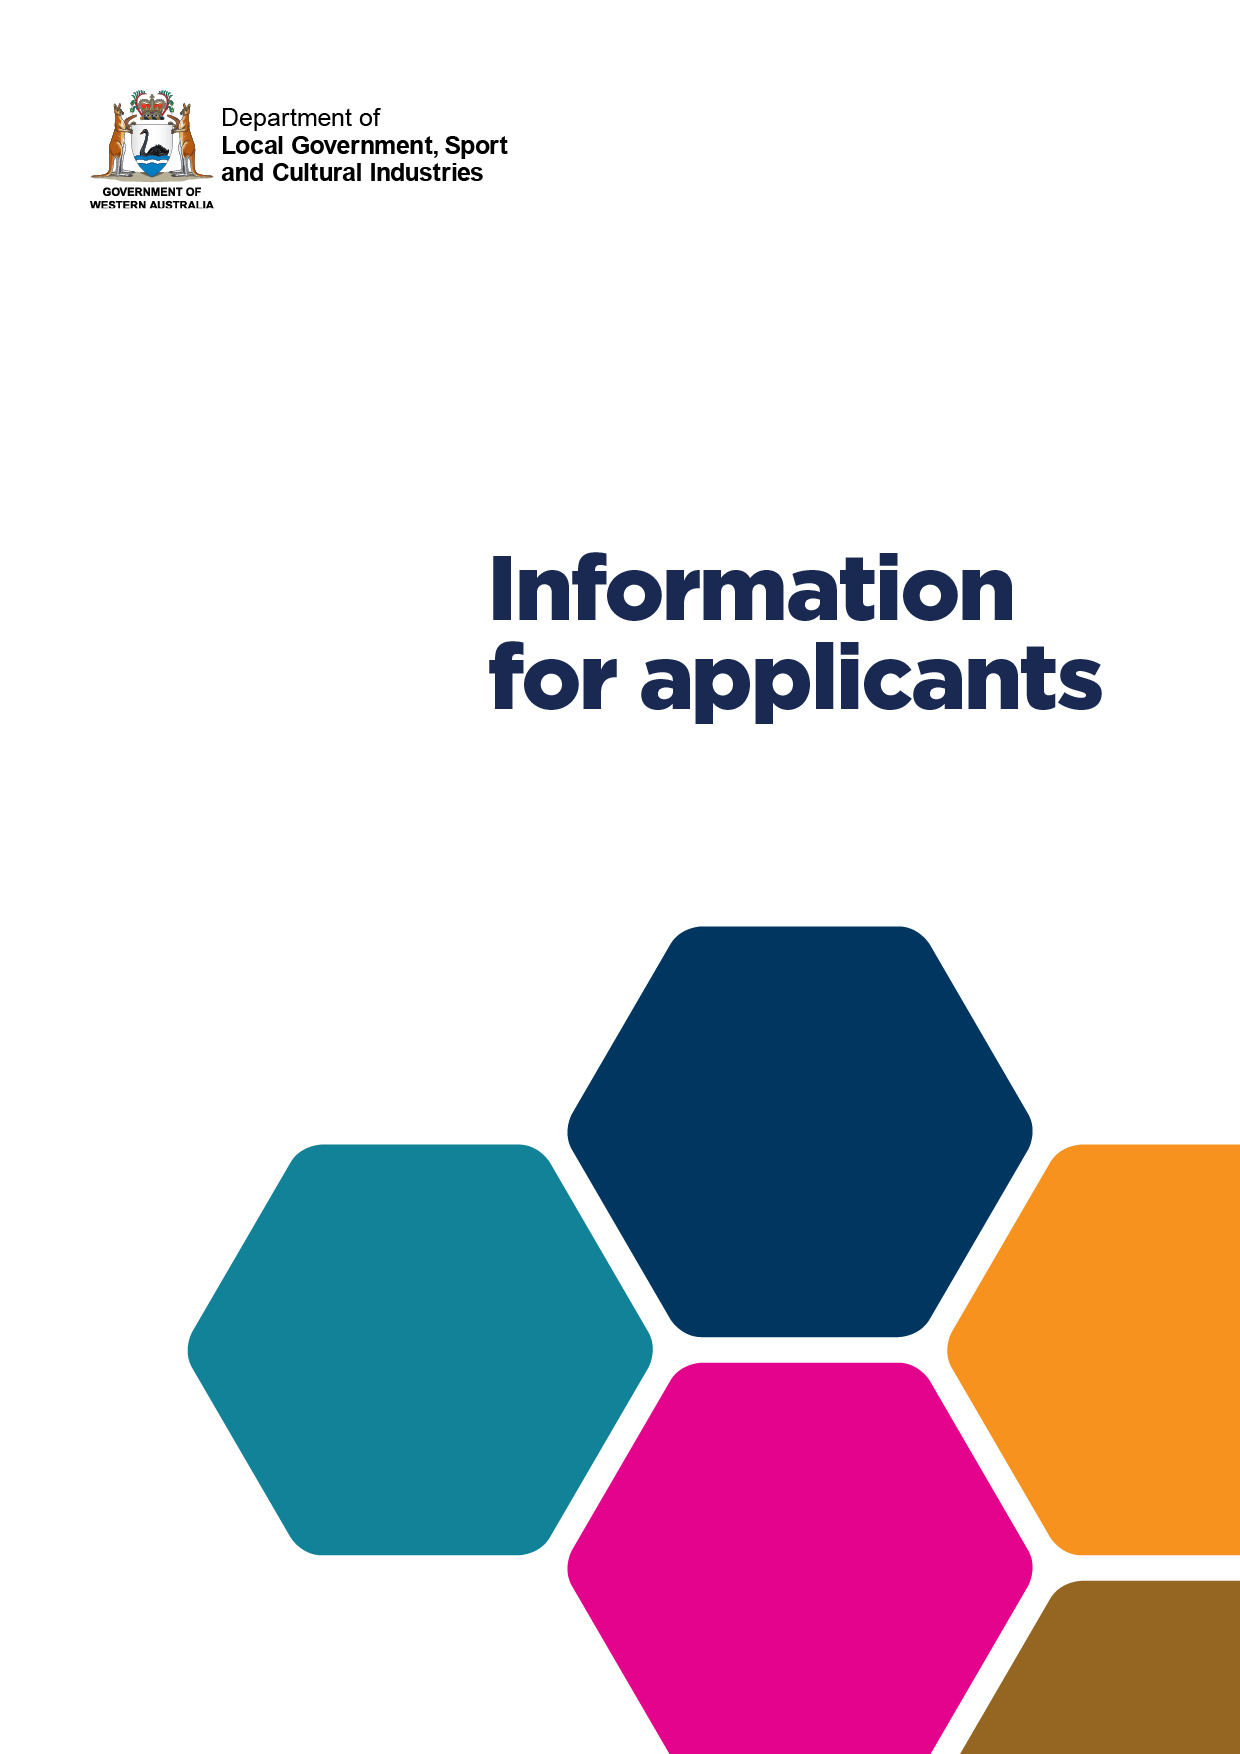 Department of
Local Government, Sport
and Cultural Industries
GOVERNMENT OF
WESTERN AUSTRALIA
Information
for applicants